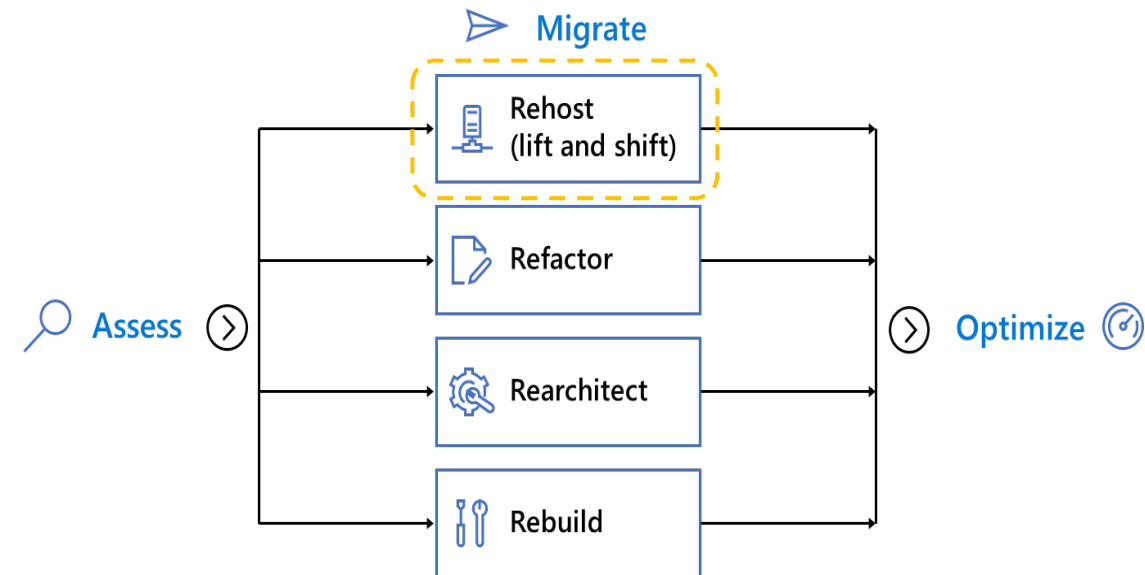 Migrate
Rehost
(lift and shift)
Refactor
Assess
Optimize
Rearchitect
Rebuild